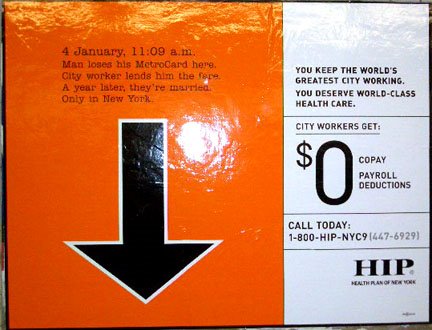 4 January, 11:09 a.m.
Man loses his MetroCard here.
City worker lends him the fare.
A year later, they're married.
Only in New York.
YOU KEEP THE WORLD'S
GREATEST CITY WORKING.
YOU DESERVE WORLD-CLASS
HEALTH CARE.
CITY WORKERS GET:
$0 COPAY
PAYROLL
DEDUCTIONS
CALL TODAY:
1-800-HIP-NYC9 (447-6929)
HIP®
HEALTH PLAN OF NEW YORK